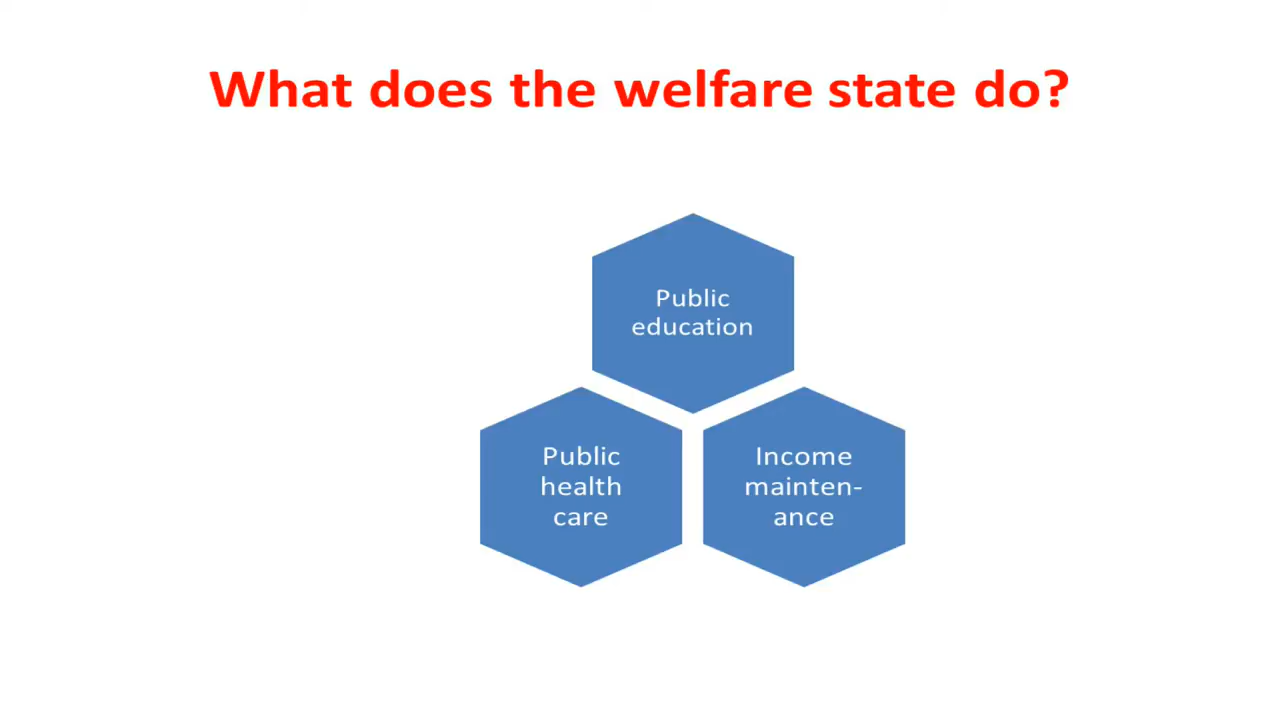 What does the welfare state do?
Public
education
Public
health
care
Income
mainten-
ance